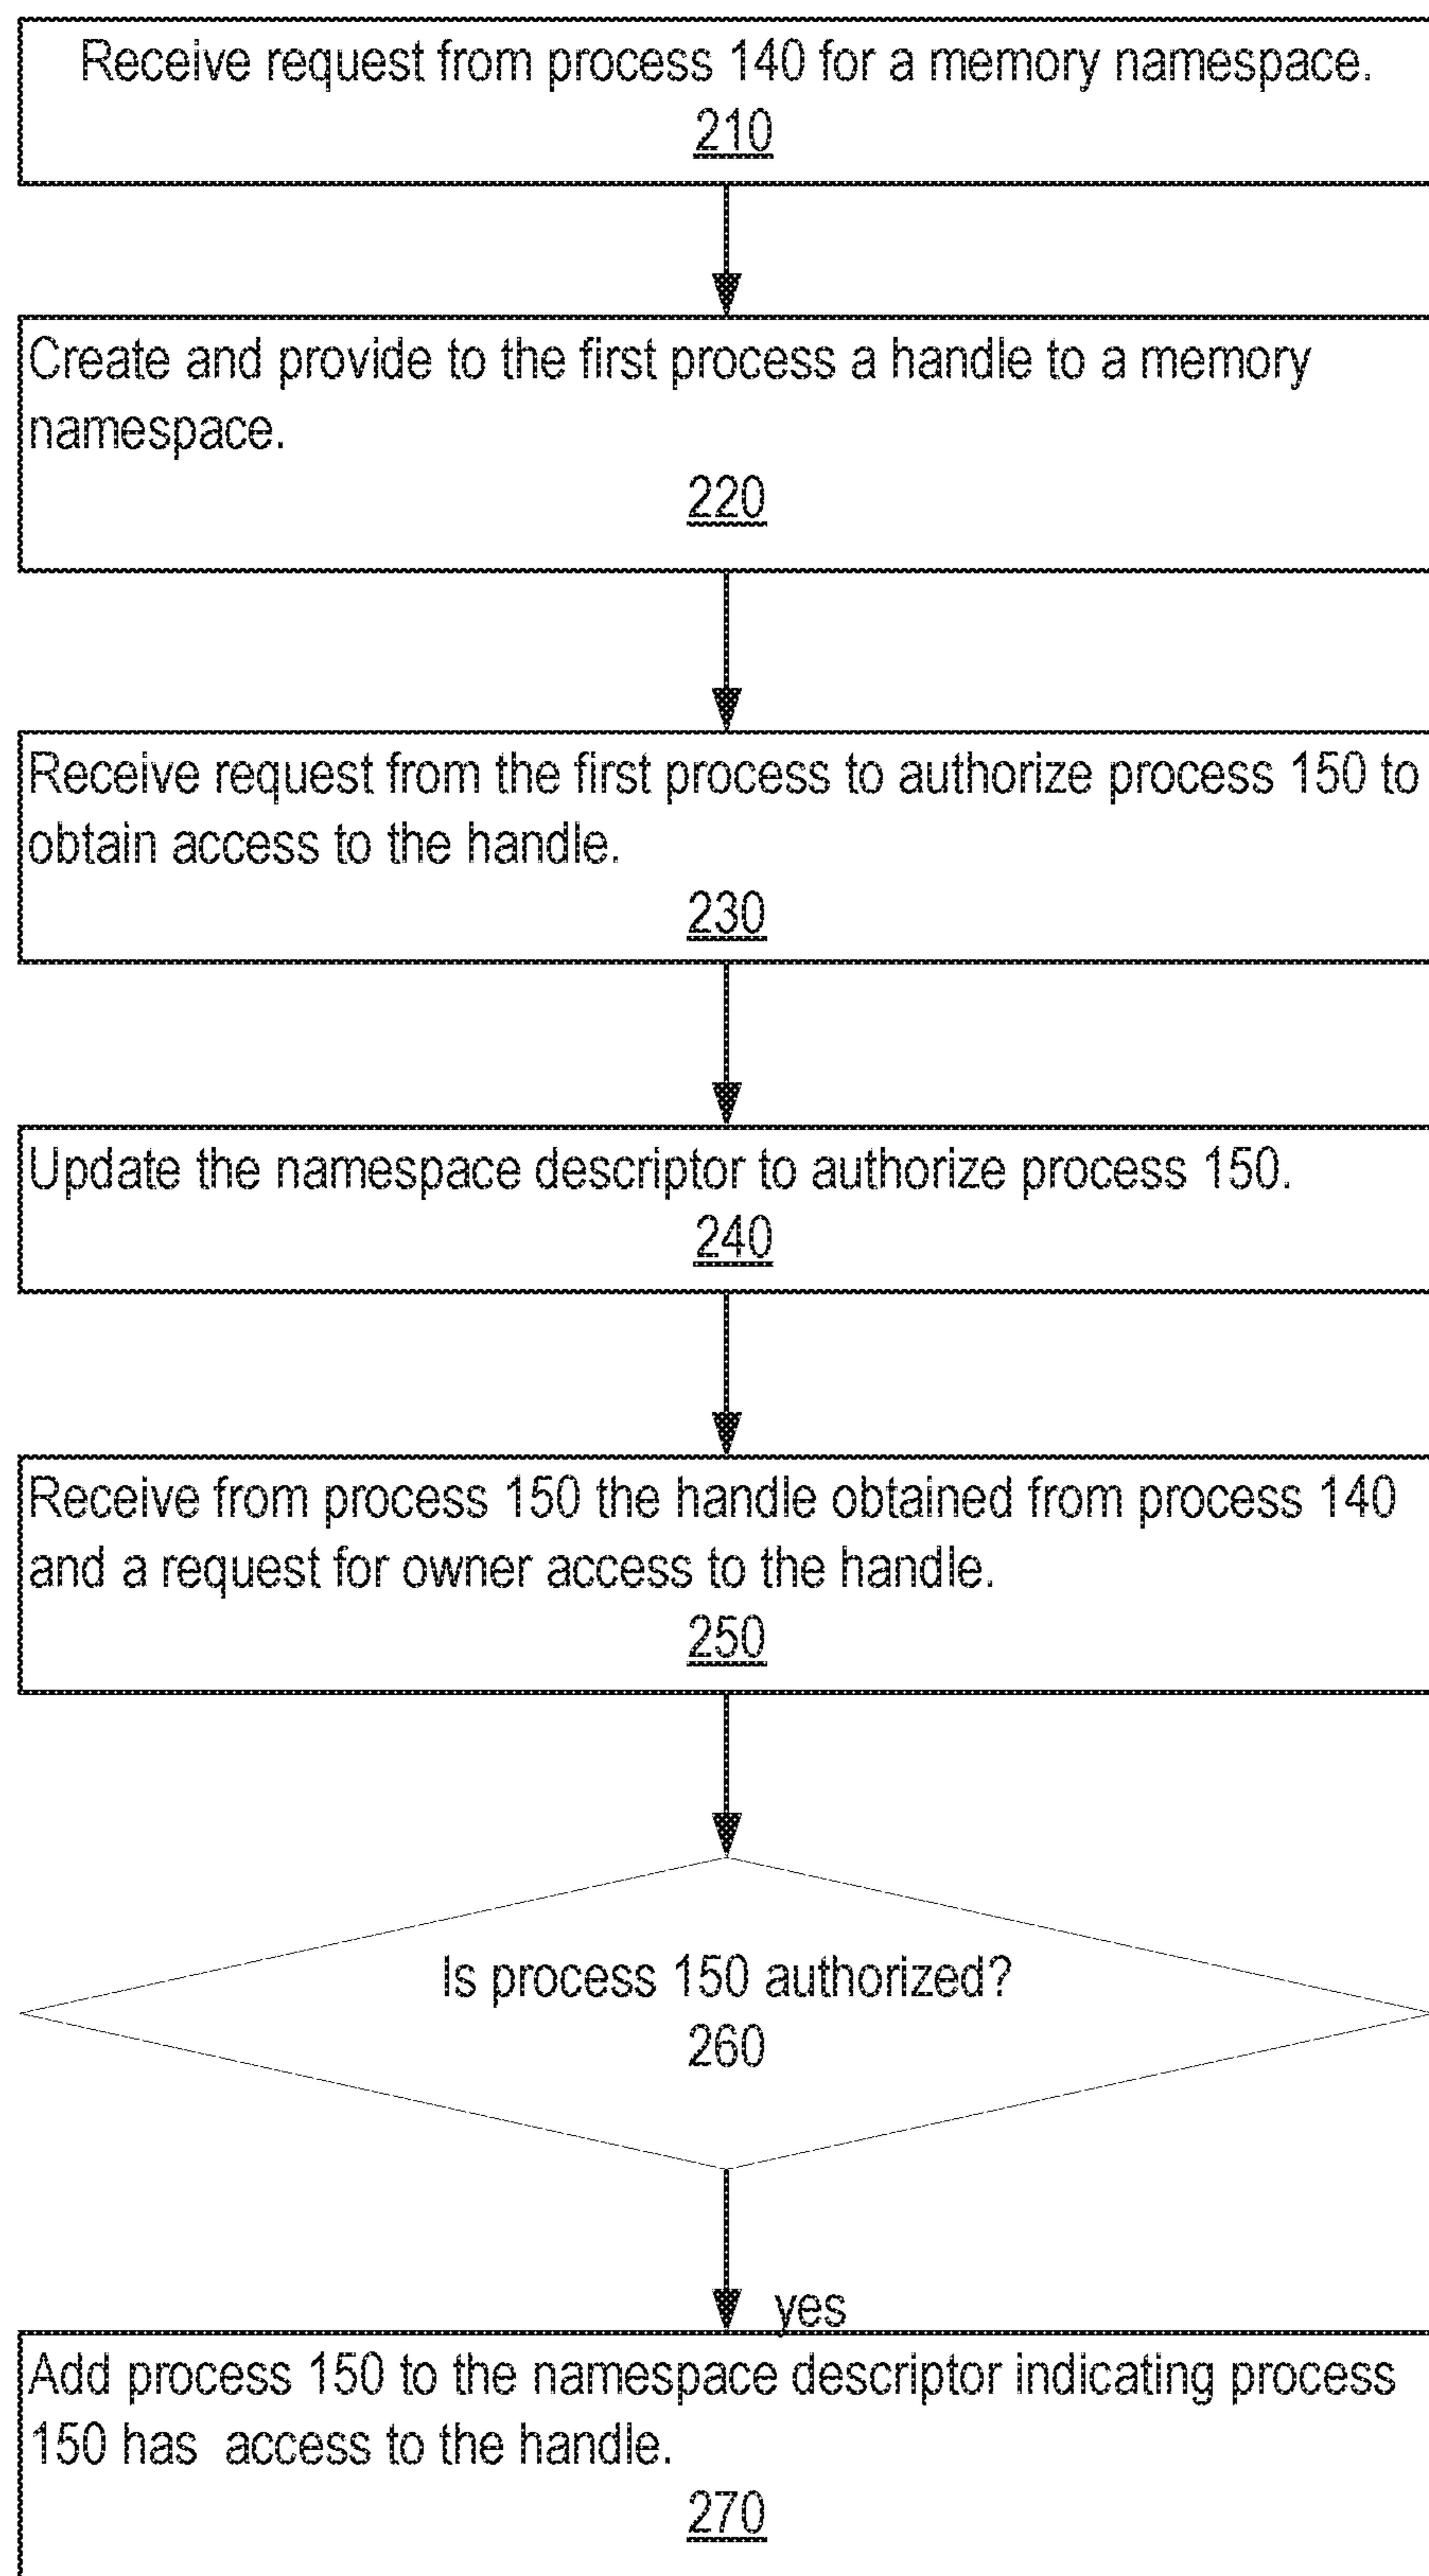 Receive request from process 140 for a memory namespace.
210
Create and provide to the first process a handle to a memory
namespace.
220
Receive request from the first process to authorize process 150 to
obtain access to the handle.
230
Update the namespace descriptor to authorize process 150.
240
Receive from process 150 the handle obtained from process 140
and a request for owner access to the handle.
250
Is process 150 authorized?
260
yes
Add process 150 to the namespace descriptor indicating process
150 has  access to the handle.
270